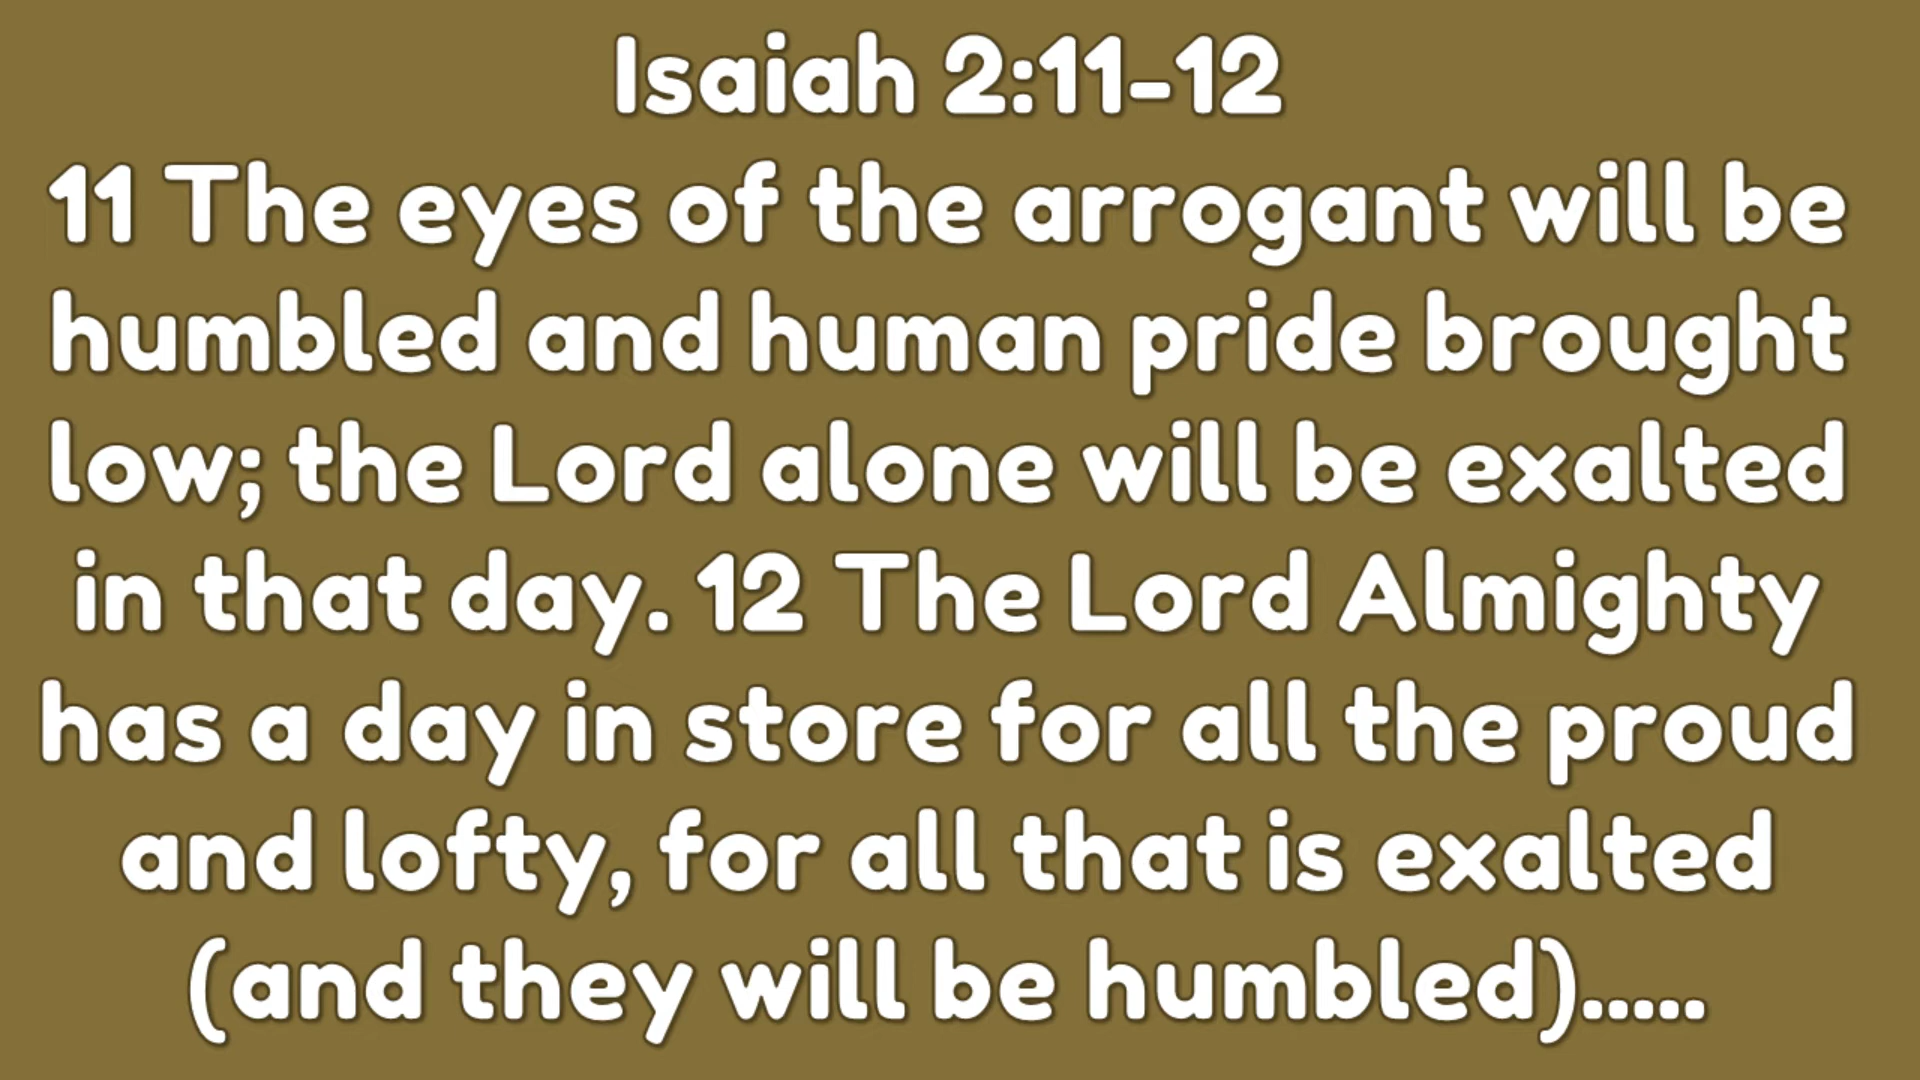 Isaiah 2:11-12
11 The eyes of the arrogant will be
humbled and human pride brought
low; the Lord alone will be exalted
in that day. 12 The Lord Almighty
has a day in store for all the proud
and lofty, for all that is exalted
(and they will be humbled).....